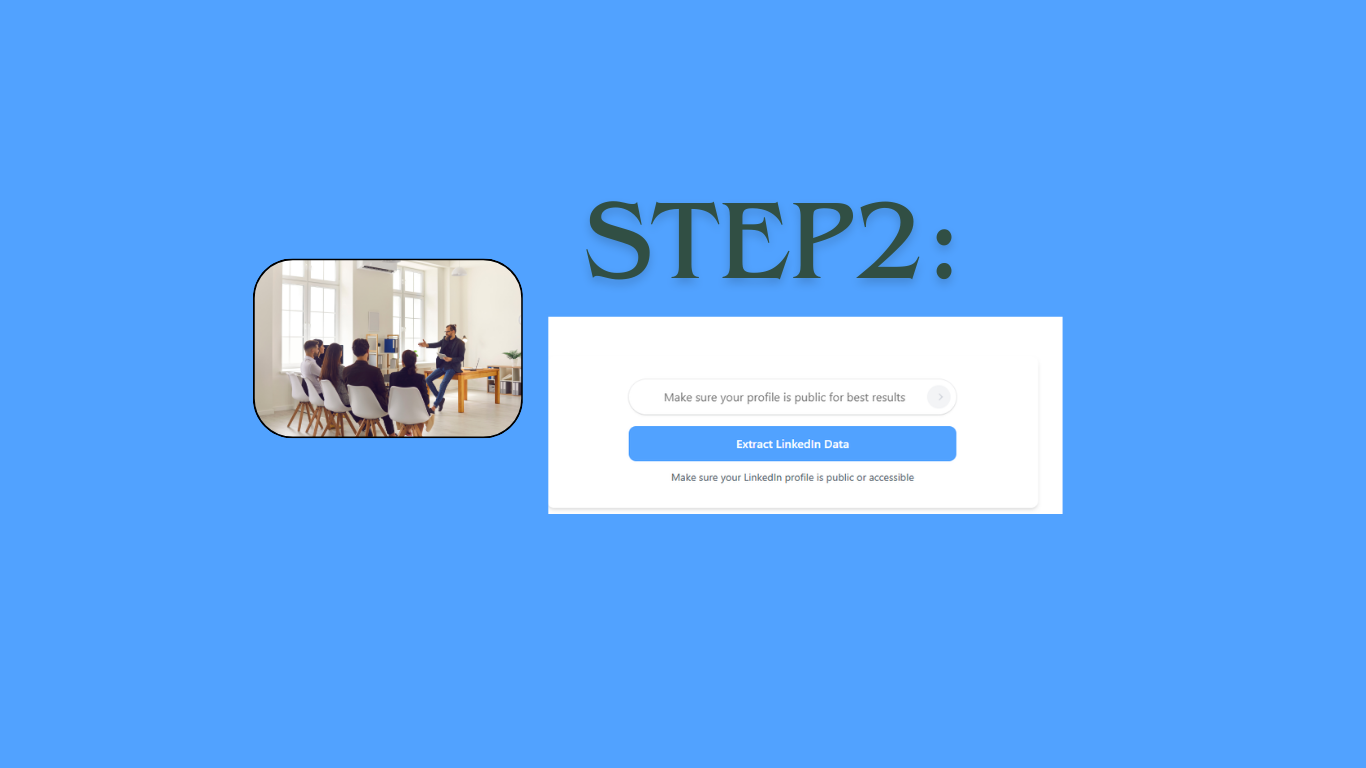 STEP2:
Make sure your profile is public for best results
Extract LinkedIn Data
Make sure your LinkedIn profile is public or accessible